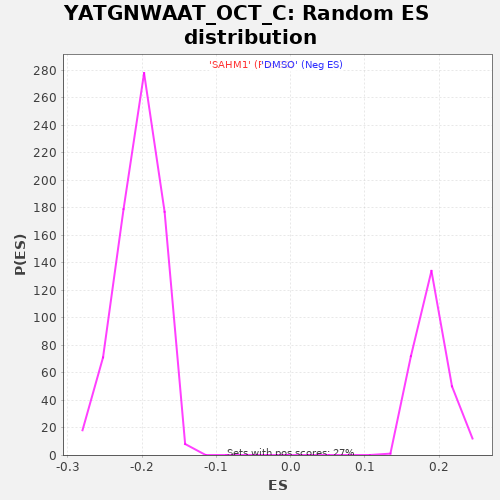 YATGNWAAT_OCT_C: Random ES
distribution
'SAHM1' (P'DMSO' (Neg ES)
280
260
240
220
200
180
160
140
120
100
80
60
40
20
0
P(ES)
Sets with pos scores: 27%
-0.3 -0.2 -0.1 0.0 0.1 0.2
ES